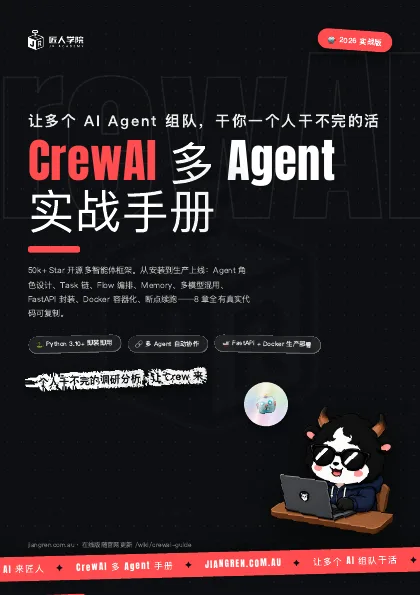 匠人学院
JR ACADEMY
2026 实战版
让多个 AI Agent 组队，干你一个人干不完的活
CrewAI 多 Agent
实战手册
50k+ Star 开源多智能体框架。从安装到生产上线：Agent 角
色设计、Task 链、Flow 编排、Memory、多模型混用、
FastAPI 封装、Docker 容器化、断点续跑——8 章全有真实代
码可复制。
Python 3.10+ 即装即用
多 Agent 自动协作
FastAPI + Docker 生产部署
一个人干不完的调研分析，让 Crew 来
jiangren.com.au · 在线版随官网更新 /wiki/crewai-guide
AI 来匠人 ✦ CrewAI 多 Agent 手册 ✦ JIANGREN.COM.AU ✦ 让多个 AI 组队干活 ✦